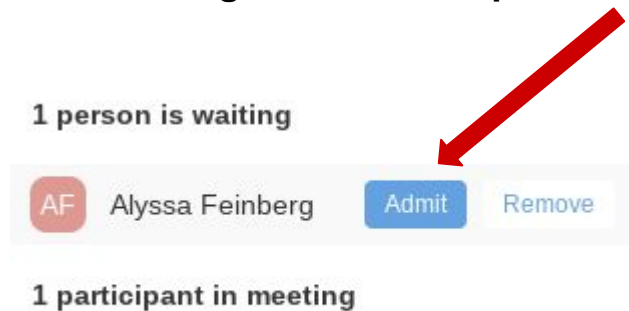 1 person is waiting
AF Alyssa Feinberg Admit Remove
1 participant in meeting